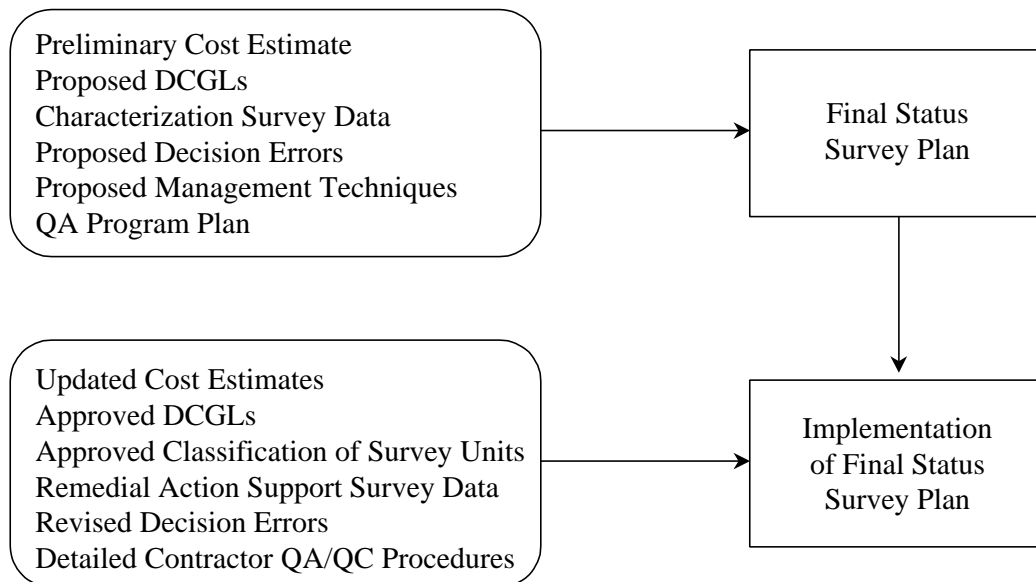 Preliminary Cost Estimate
Proposed DCGLs
Characterization Survey Data
Proposed Decision Errors
Proposed Management Techniques
QA Program Plan
Final Status
Survey Plan
Updated Cost Estimates
Approved DCGLs
Approved Classification of Survey Units
Remedial Action Support Survey Data
Revised Decision Errors
Detailed Contractor QA/QC Procedures
Implementation
of Final Status
Survey Plan